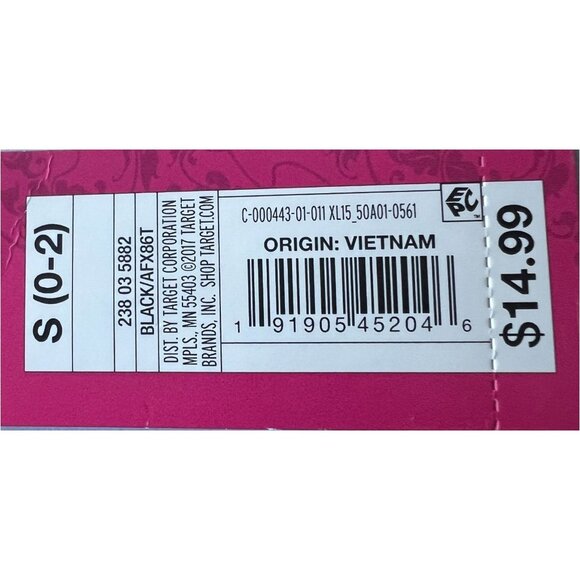 S (0-2)
238 03 5882
BLACK/AFX86T
DIST. BY TARGET CORPORATION
MPLS., MN 55403 ©2017 TARGET
BRANDS, INC. SHOP TARGET.COM
C-000443-01-011 XL15_50A01-0561
EPC
ORIGIN: VIETNAM
1 91905 45204 6
$14.99